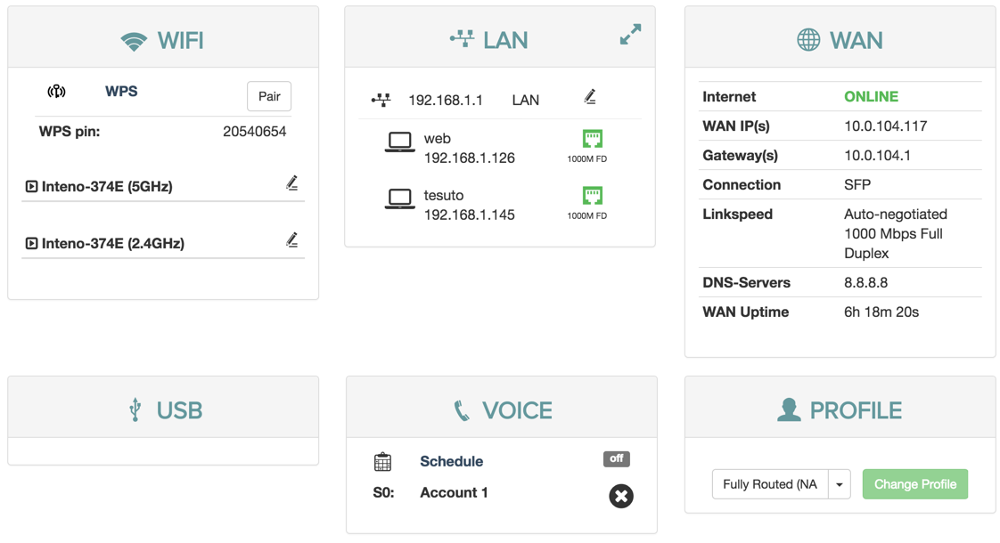 WIFI
WPS
Pair
WPS pin: 20540654
Inteno-374E (5GHz)
Inteno-374E (2.4GHz)
LAN
192.168.1.1 LAN
web
192.168.1.126
1000M FD
tesuto
192.168.1.145
1000M FD
WAN
Internet ONLINE
WAN IP(s) 10.0.104.117
Gateway(s) 10.0.104.1
Connection SFP
Linkspeed Auto-negotiated
1000 Mbps Full
Duplex
DNS-Servers 8.8.8.8
WAN Uptime 6h 18m 20s
USB
VOICE
Schedule off
S0: Account 1
PROFILE
Fully Routed (NA
Change Profile